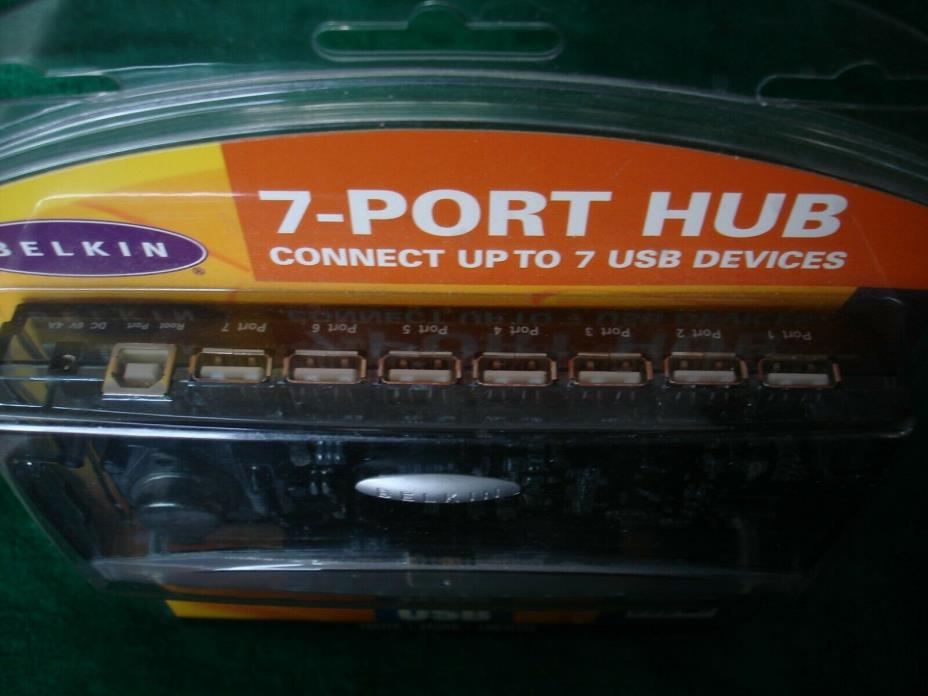 7-PORT HUB
CONNECT UP TO 7 USB DEVICES
BELKIN®
DC 6V 4A
Root Port
Port 7
Port 6
Port 5
Port 4
Port 3
Port 2
Port 1
BELKIN
USB